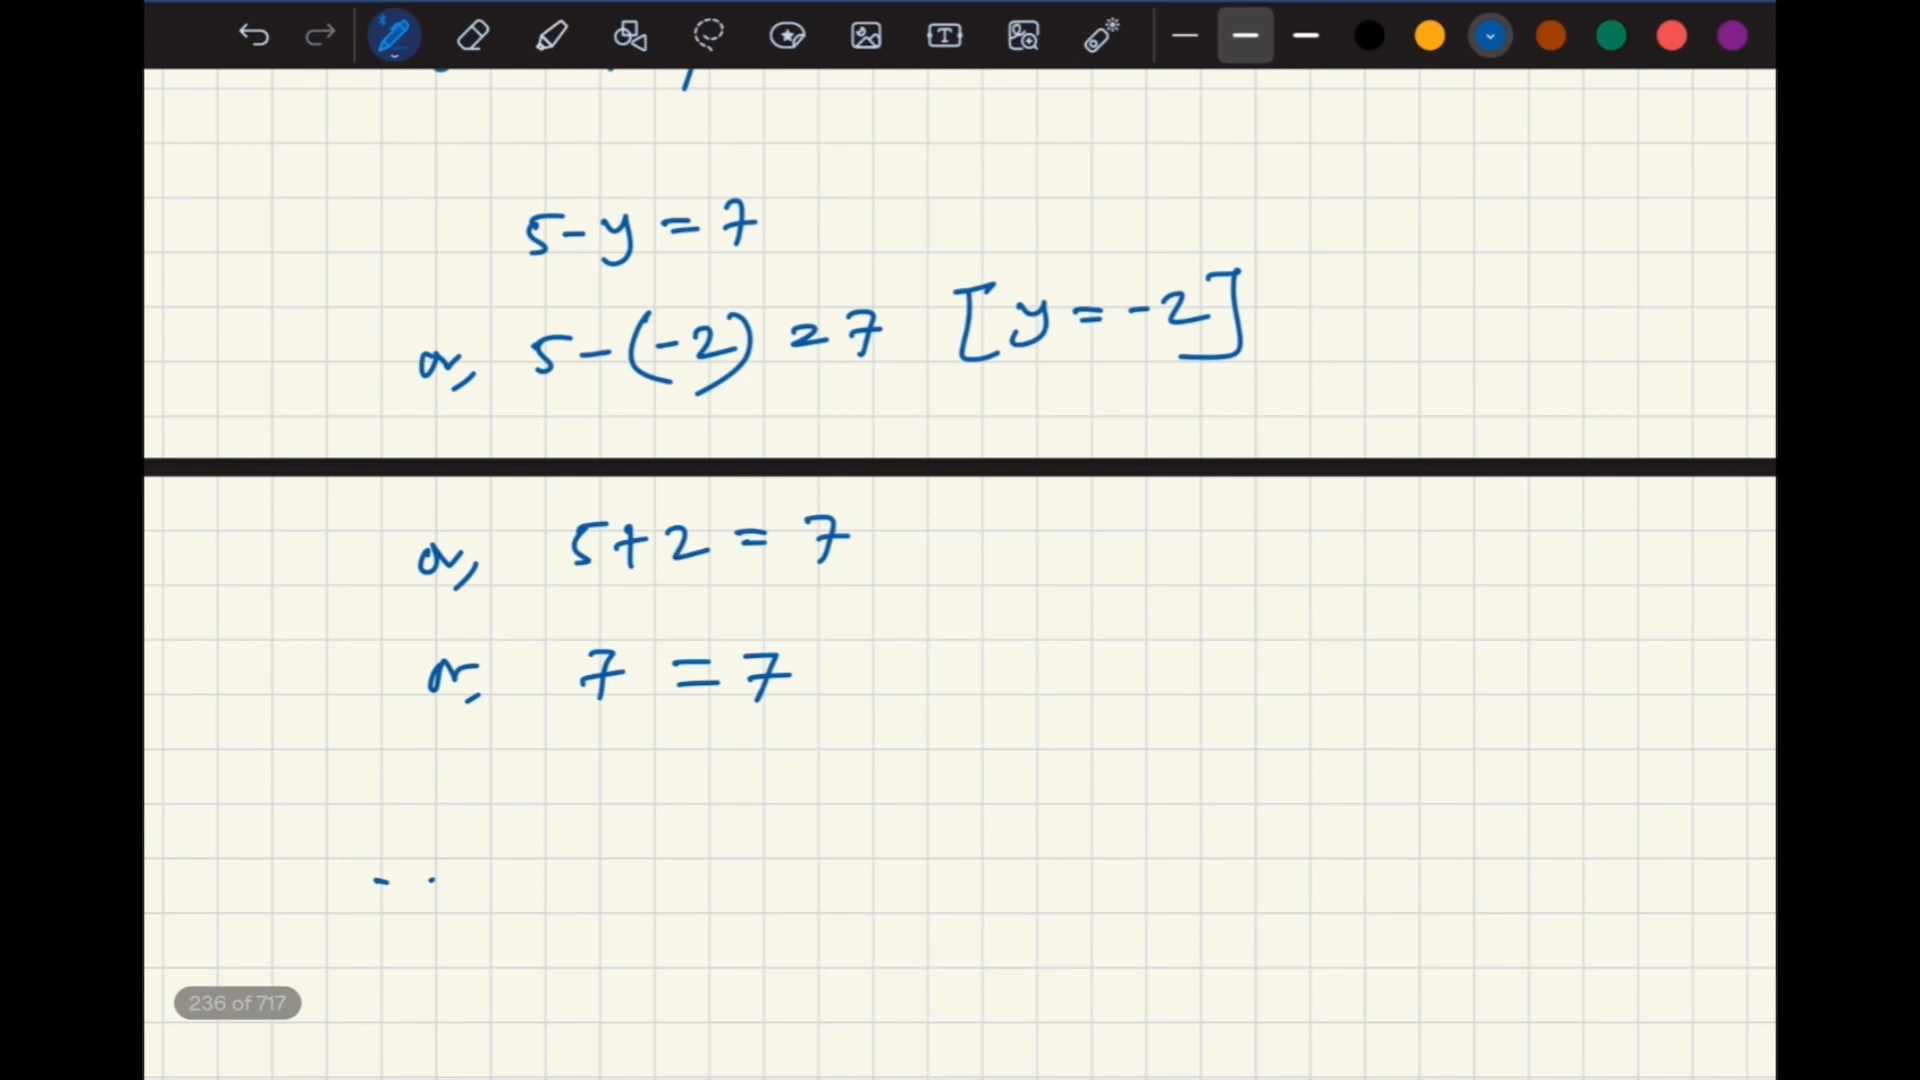 5-y = 7
or, 5-(-2) = 7 [y = -2]
or, 5+2 = 7
or, 7 = 7
236 of 717